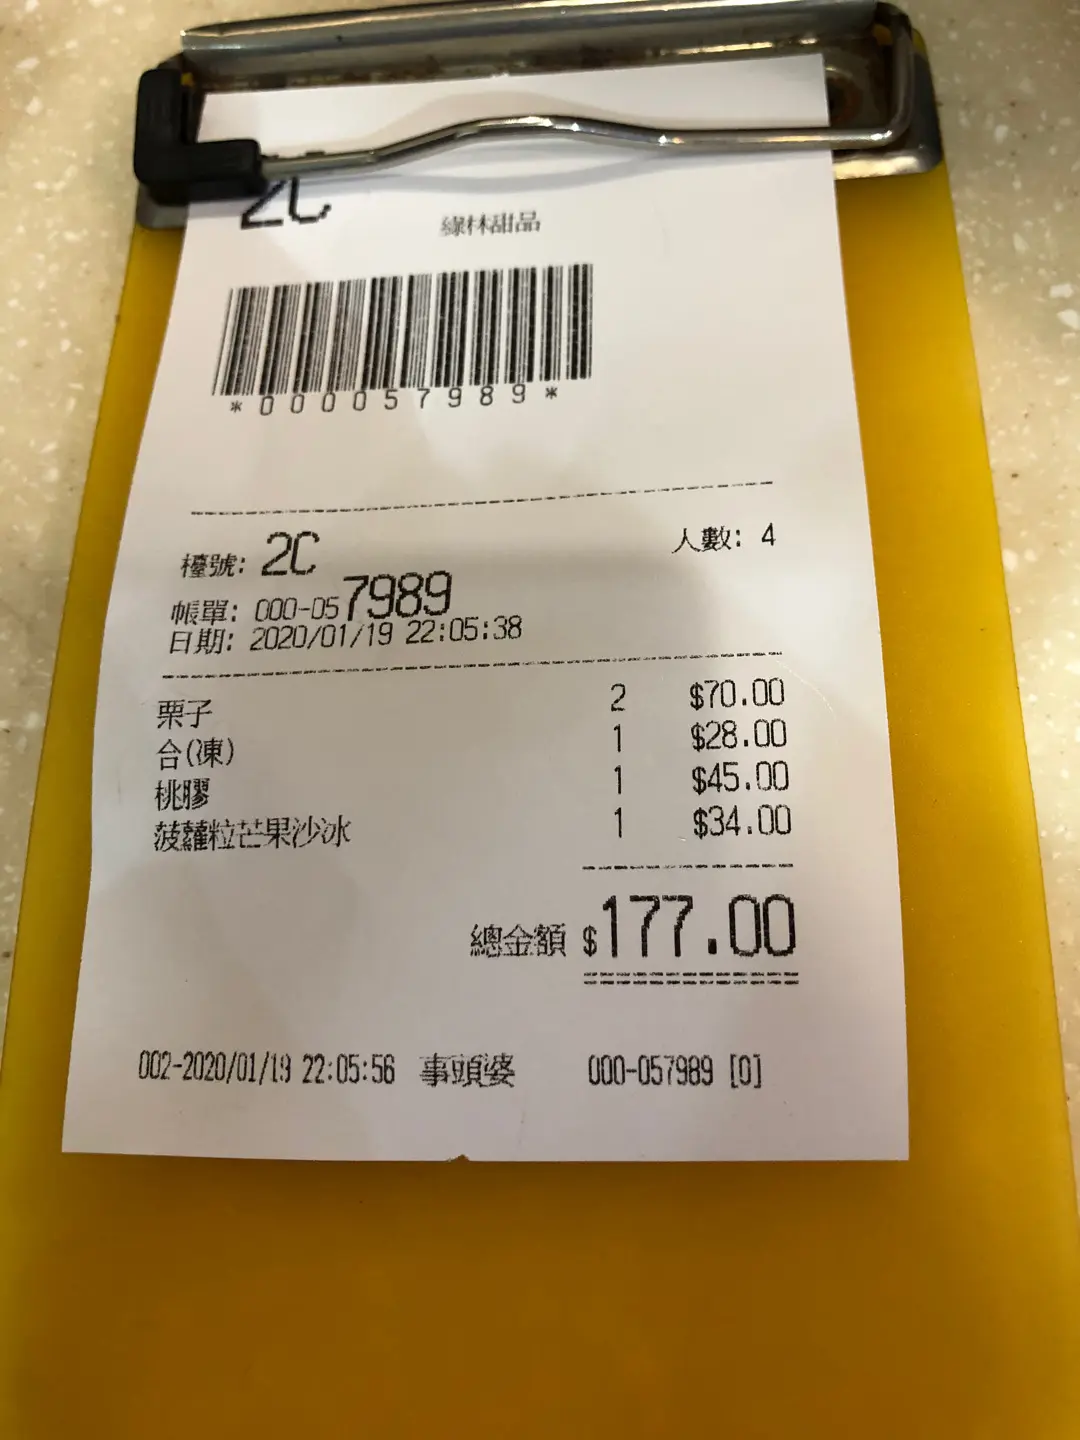 2C
綠林甜品
*000057989*
檯號: 2C 人數: 4
帳單: 000-057989
日期: 2020/01/19 22:05:38
栗子 2 $70.00
合(凍) 1 $28.00
桃膠 1 $45.00
菠蘿粒芒果沙冰 1 $34.00
總金額 $177.00
002-2020/01/19 22:05:56 事頭婆 000-057989 [0]